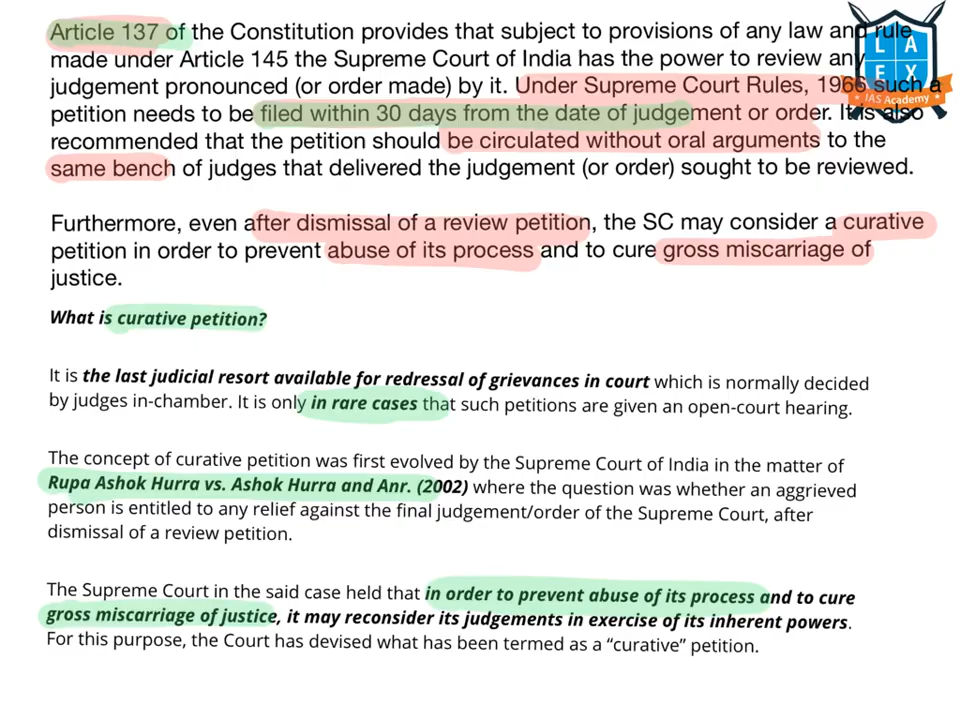 Article 137 of the Constitution provides that subject to provisions of any law and rule
made under Article 145 the Supreme Court of India has the power to review any
judgement pronounced (or order made) by it. Under Supreme Court Rules, 1966 such a
petition needs to be filed within 30 days from the date of judgement or order. It is also
recommended that the petition should be circulated without oral arguments to the
same bench of judges that delivered the judgement (or order) sought to be reviewed.
L A
E X
IAS Academy
Furthermore, even after dismissal of a review petition, the SC may consider a curative
petition in order to prevent abuse of its process and to cure gross miscarriage of
justice.
What is curative petition?
It is the last judicial resort available for redressal of grievances in court which is normally decided
by judges in-chamber. It is only in rare cases that such petitions are given an open-court hearing.
The concept of curative petition was first evolved by the Supreme Court of India in the matter of
Rupa Ashok Hurra vs. Ashok Hurra and Anr. (2002) where the question was whether an aggrieved
person is entitled to any relief against the final judgement/order of the Supreme Court, after
dismissal of a review petition.
The Supreme Court in the said case held that in order to prevent abuse of its process and to cure
gross miscarriage of justice, it may reconsider its judgements in exercise of its inherent powers.
For this purpose, the Court has devised what has been termed as a “curative” petition.